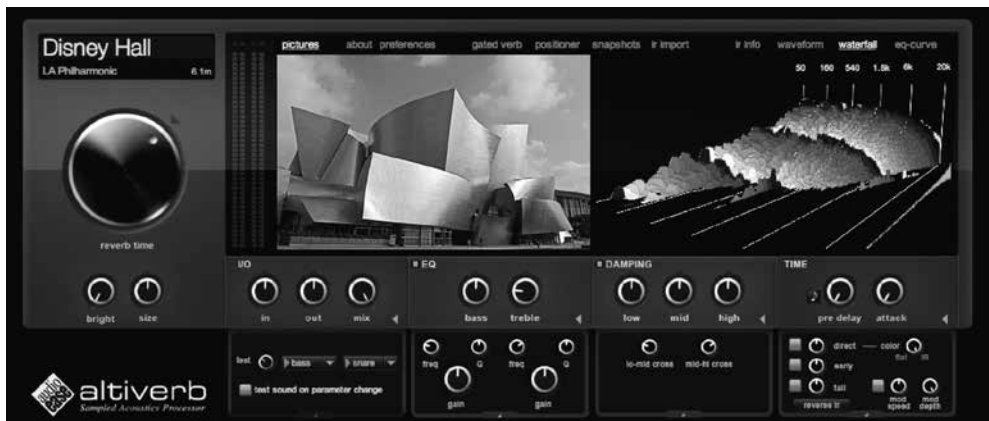 Disney Hall
LA Philharmonic 6.1m
pictures about preferences gated verb positioner snapshots ir import ir info waveform waterfall eq-curve
50 160 540 1.8k 6k 20k
reverb time
bright size
I/O
in out mix
EQ
bass treble
DAMPING
low mid high
TIME
pre delay attack
test bass snare
test sound on parameter change
freq Q freq Q
gain gain
lo-mid cross mid-hi cross
direct color
flat IR
early
tail
reverse ir
mod speed mod depth
audio ease
altiverb
Sampled Acoustics Processor